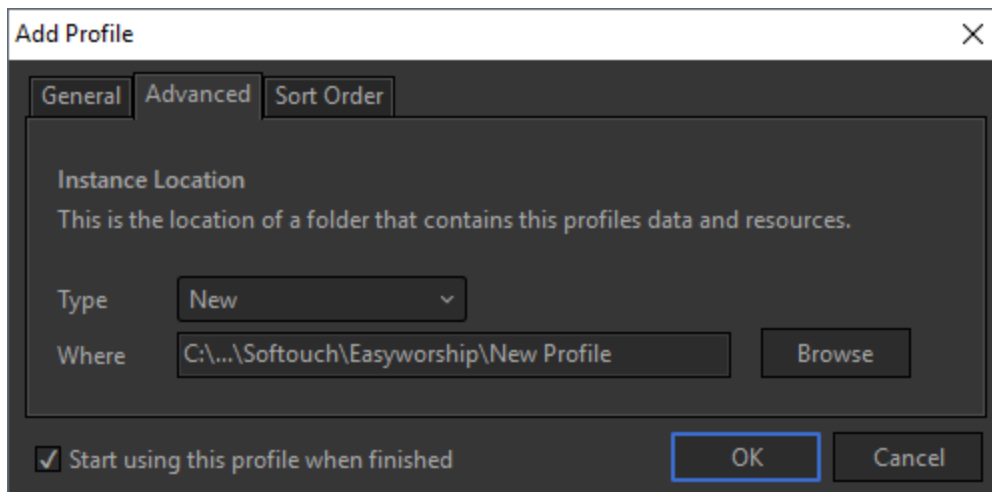 Add Profile
General Advanced Sort Order
Instance Location
This is the location of a folder that contains this profiles data and resources.
Type New
Where C:\...\Softouch\Easyworship\New Profile Browse
Start using this profile when finished OK Cancel